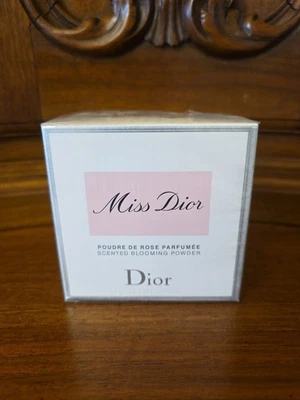 Miss Dior
POUDRE DE ROSE PARFUMÉE
SCENTED BLOOMING POWDER
Dior